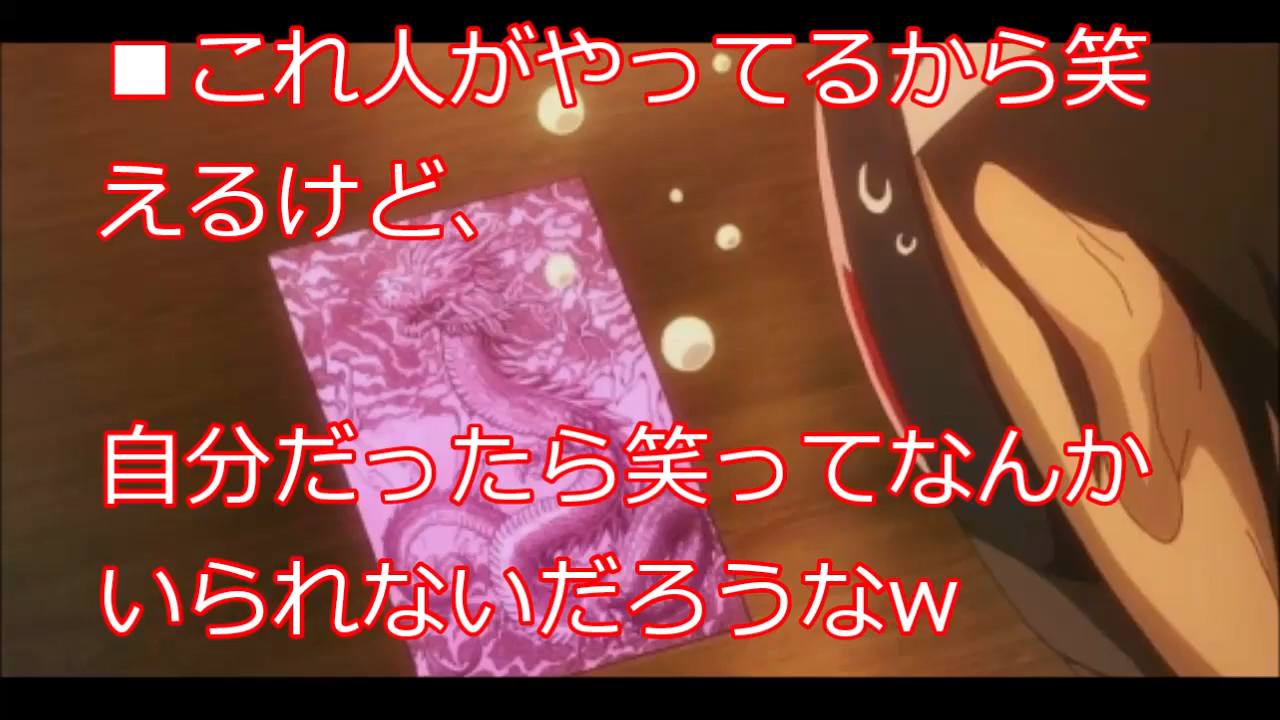 ■これ人がやってるから笑
えるけど、
自分だったら笑ってなんか
いられないだろうなw